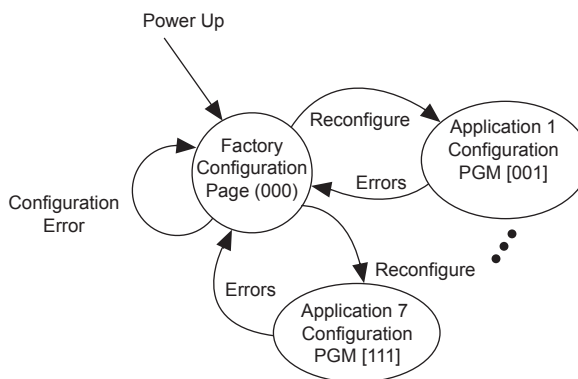 Power Up
Reconfigure
Application 1
Configuration
PGM [001]
Factory
Configuration
Page (000)
Errors
Configuration
Error
Reconfigure
Errors
Application 7
Configuration
PGM [111]